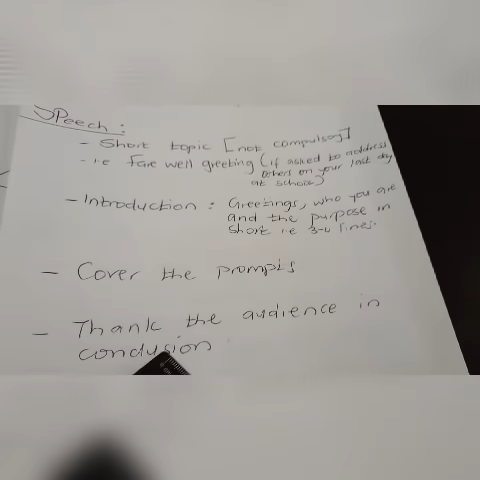 Speech :
- Short topic [not compulsory]
- i.e Fare well greeting (if asked to address
others on your last day
at school)
- Introduction : Greetings, who you are
and the purpose in
short i.e 3-4 lines.
- Cover the prompts
- Thank the audience in
conclusion